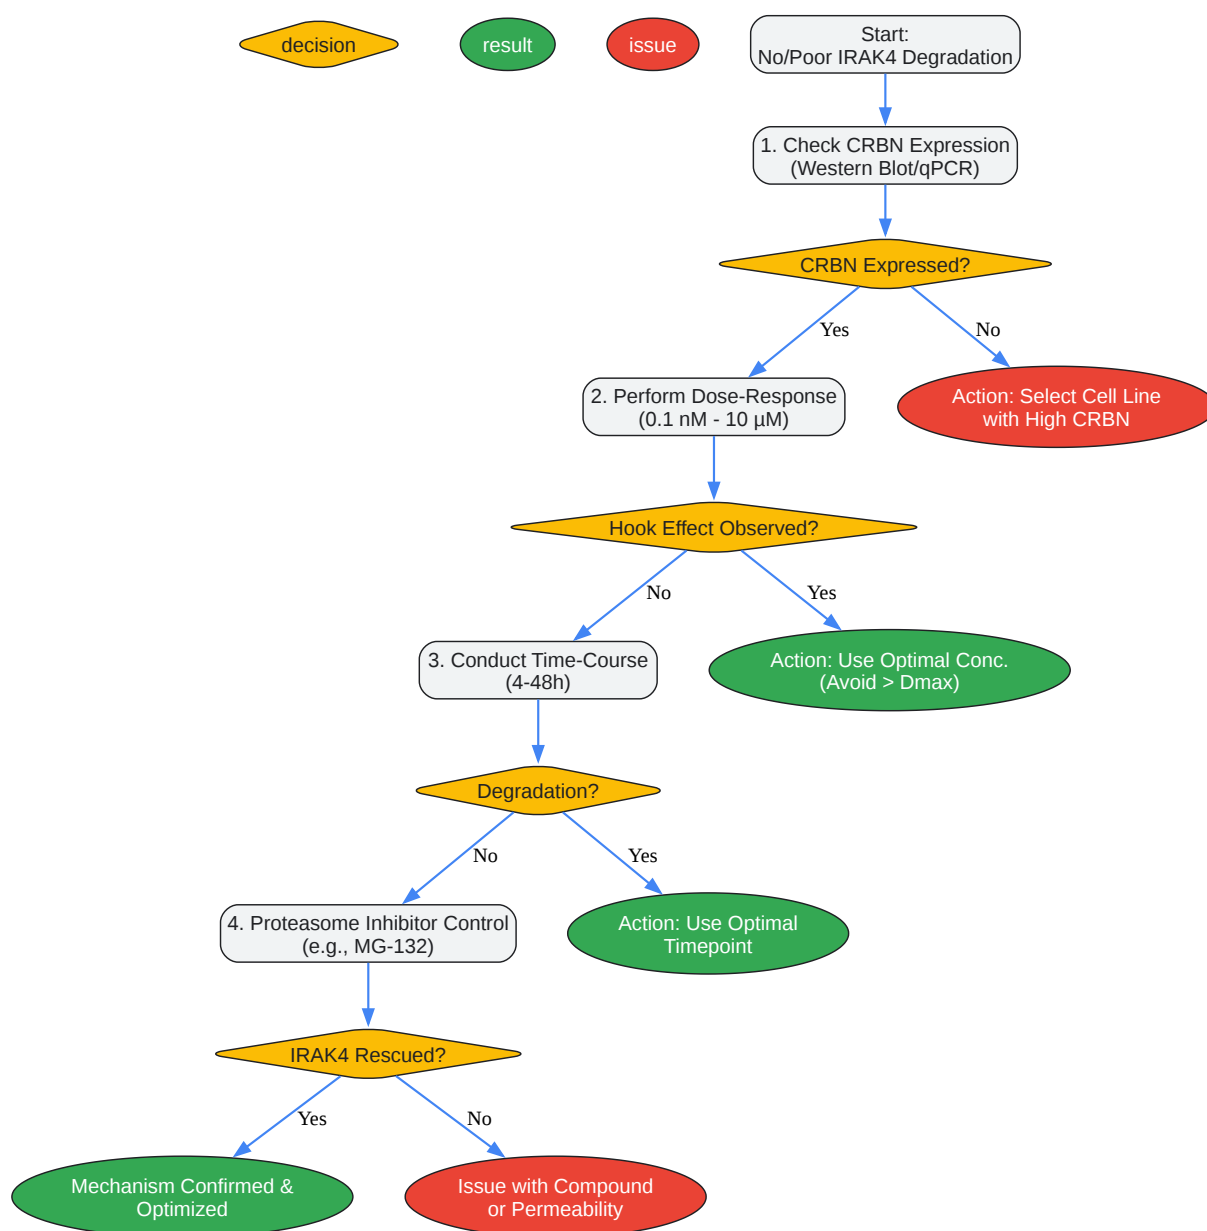 decision
result
issue
Start:
No/Poor IRAK4 Degradation
1. Check CRBN Expression
(Western Blot/qPCR)
CRBN Expressed?
Yes
No
2. Perform Dose-Response
(0.1 nM - 10 µM)
Action: Select Cell Line
with High CRBN
Hook Effect Observed?
No
Yes
3. Conduct Time-Course
(4-48h)
Action: Use Optimal Conc.
(Avoid > Dmax)
Degradation?
No
Yes
4. Proteasome Inhibitor Control
(e.g., MG-132)
Action: Use Optimal
Timepoint
IRAK4 Rescued?
Yes
No
Mechanism Confirmed &
Optimized
Issue with Compound
or Permeability